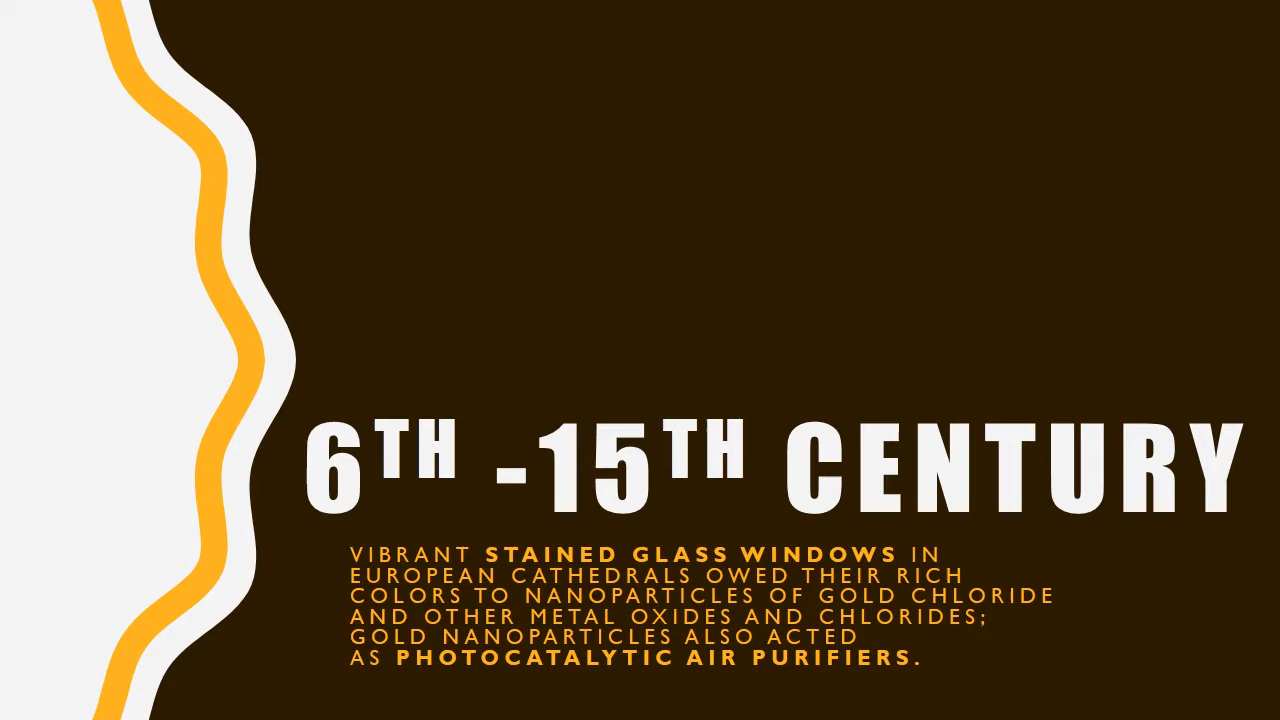 6TH -15TH CENTURY
VIBRANT STAINED GLASS WINDOWS IN
EUROPEAN CATHEDRALS OWED THEIR RICH
COLORS TO NANOPARTICLES OF GOLD CHLORIDE
AND OTHER METAL OXIDES AND CHLORIDES;
GOLD NANOPARTICLES ALSO ACTED
AS PHOTOCATALYTIC AIR PURIFIERS.